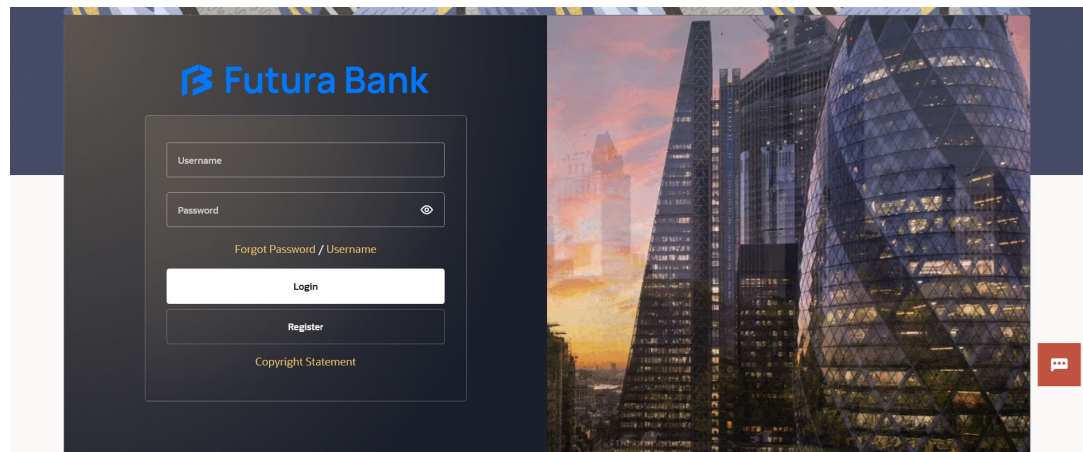 Futura Bank
Username
Password
Forgot Password / Username
Login
Register
Copyright Statement